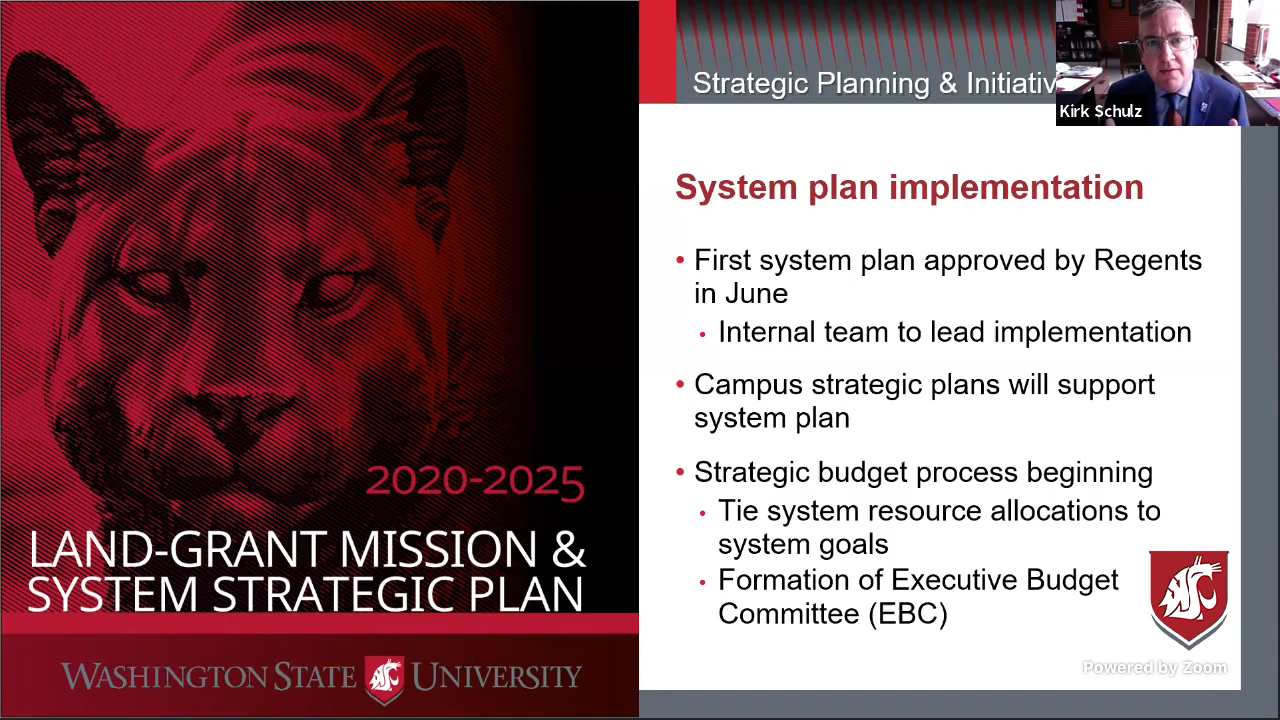 2020-2025
LAND-GRANT MISSION &
SYSTEM STRATEGIC PLAN
WASHINGTON STATE UNIVERSITY
Strategic Planning & Initiativ
Kirk Schulz
System plan implementation
• First system plan approved by Regents
in June
• Internal team to lead implementation
• Campus strategic plans will support
system plan
• Strategic budget process beginning
• Tie system resource allocations to
system goals
• Formation of Executive Budget
Committee (EBC)
Powered by Zoom